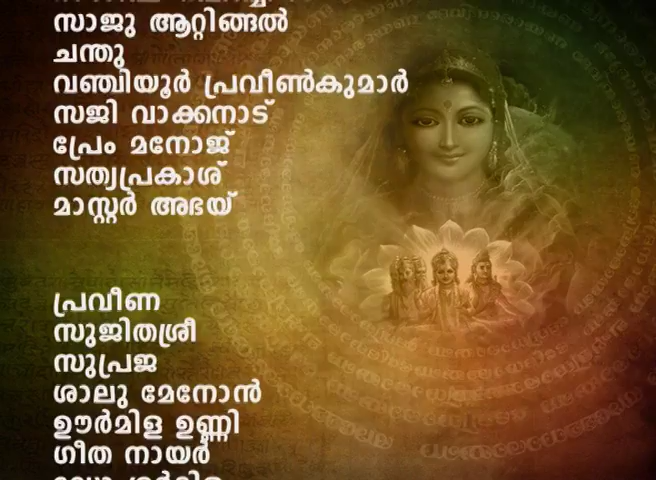 സാജു ആറ്റിങ്ങൽ
ചന്തു
വഞ്ചിയൂർ പ്രവീൺകുമാർ
സജി വാക്കനാട്
പ്രേം മനോജ്
സത്യപ്രകാശ്
മാസ്റ്റർ അഭയ്
പ്രവീണ
സുജിതശ്രീ
സുപ്രജ
ശാലു മേനോൻ
ഊർമിള ഉണ്ണി
ഗീത നായർ